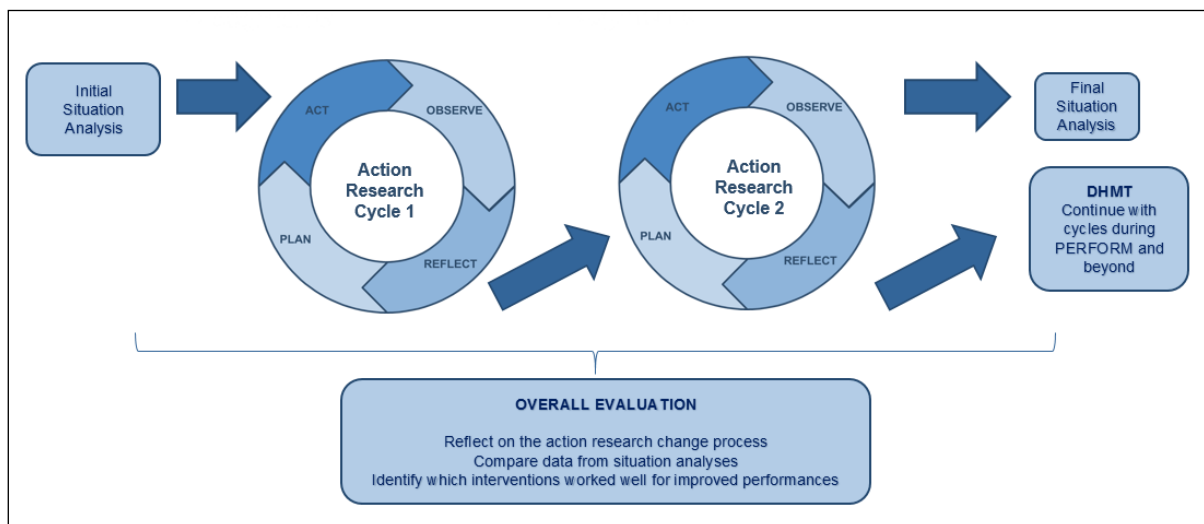 Initial
Situation
Analysis
ACT
OBSERVE
Action
Research
Cycle 1
PLAN
REFLECT
ACT
OBSERVE
Action
Research
Cycle 2
PLAN
REFLECT
Final
Situation
Analysis
DHMT
Continue with
cycles during
PERFORM and
beyond
OVERALL EVALUATION
Reflect on the action research change process
Compare data from situation analyses
Identify which interventions worked well for improved performances